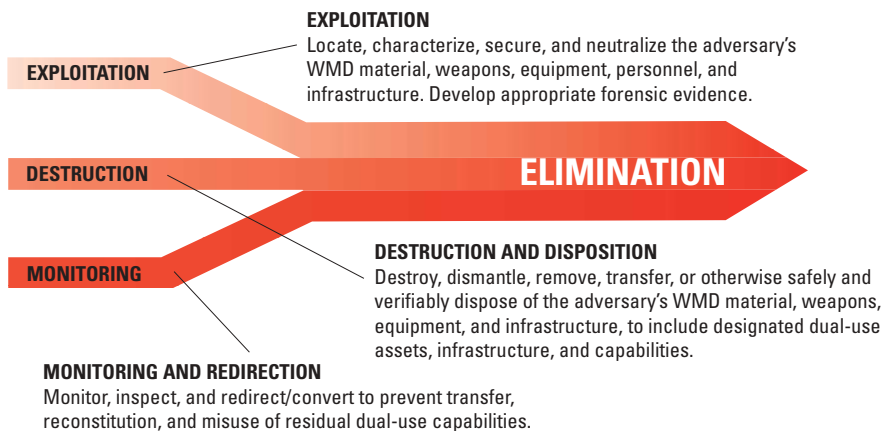 EXPLOITATION
Locate, characterize, secure, and neutralize the adversary's
WMD material, weapons, equipment, personnel, and
infrastructure. Develop appropriate forensic evidence.
EXPLOITATION
DESTRUCTION
ELIMINATION
MONITORING
DESTRUCTION AND DISPOSITION
Destroy, dismantle, remove, transfer, or otherwise safely and
verifiably dispose of the adversary's WMD material, weapons,
equipment, and infrastructure, to include designated dual-use
assets, infrastructure, and capabilities.
MONITORING AND REDIRECTION
Monitor, inspect, and redirect/convert to prevent transfer,
reconstitution, and misuse of residual dual-use capabilities.